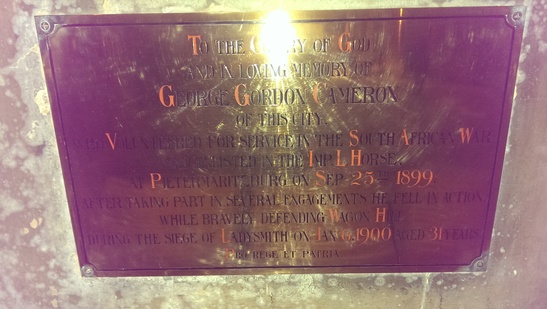 TO THE GLORY OF GOD
AND IN LOVING MEMORY OF
GEORGE GORDON CAMERON
OF THIS CITY
WHO VOLUNTEERED FOR SERVICE IN THE SOUTH AFRICAN WAR
ENLISTED IN THE IMP. L. HORSE,
AT PIETERMARITZBURG ON SEP. 25TH 1899.
AFTER TAKING PART IN SEVERAL ENGAGEMENTS HE FELL IN ACTION,
WHILE BRAVELY DEFENDING WAGON HILL
DURING THE SIEGE OF LADYSMITH ON JAN. 6, 1900 AGED 31 YEARS
PRO REGE ET PATRIA